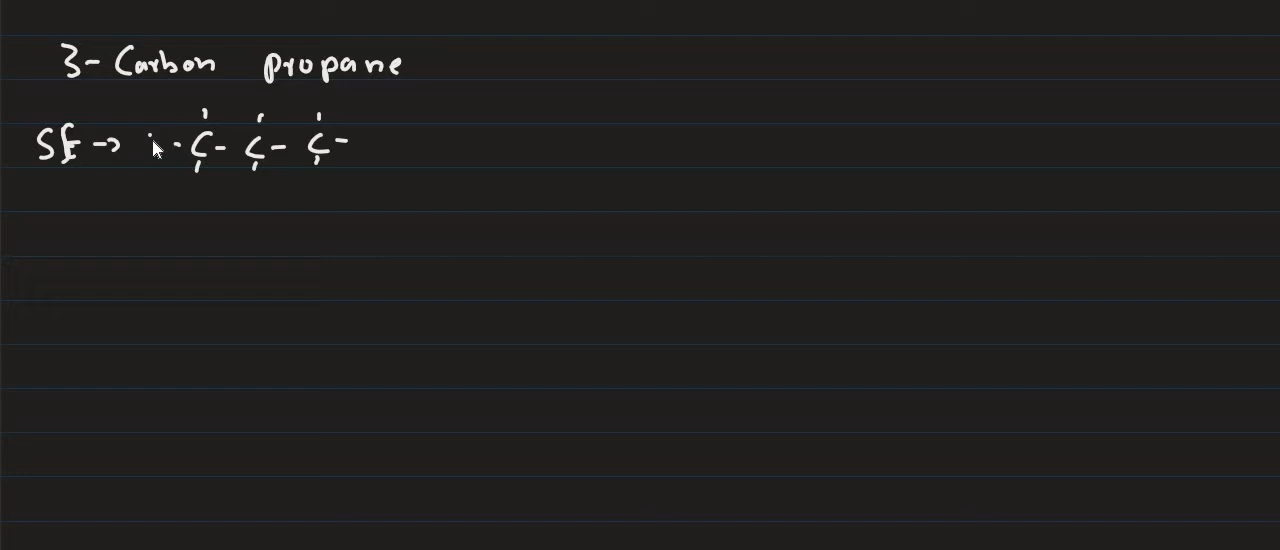 3- Carbon propane
SF → - C - C - C -